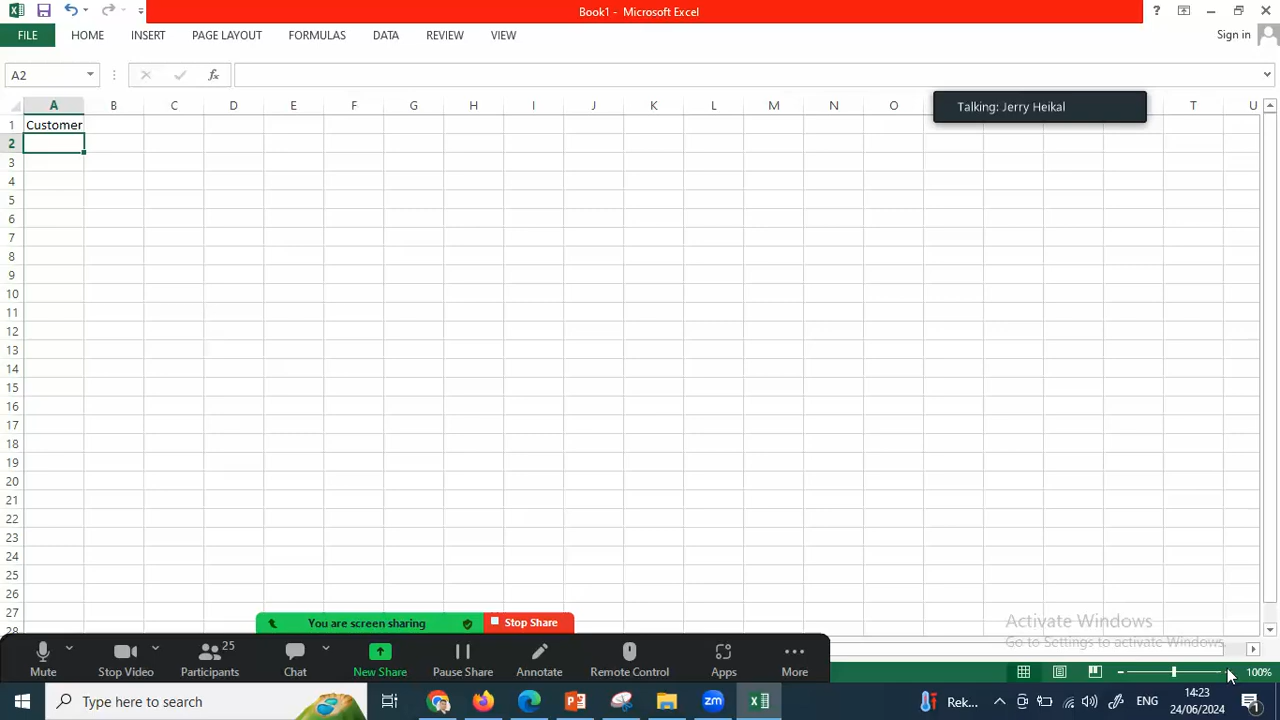 Book1 - Microsoft Excel
?
FILE HOME INSERT PAGE LAYOUT FORMULAS DATA REVIEW VIEW
Sign in
A2
fx
A B C D E F G H I J K L M N O T U
Talking: Jerry Heikal
1 Customer
2
3
4
5
6
7
8
9
10
11
12
13
14
15
16
17
18
19
20
21
22
23
24
25
26
27
28
You are screen sharing Stop Share
Activate Windows
Go to Settings to activate Windows.
25
Mute Stop Video Participants Chat New Share Pause Share Annotate Remote Control Apps More
100%
Type here to search
zm
Rek...
ENG
14:23
24/06/2024
1